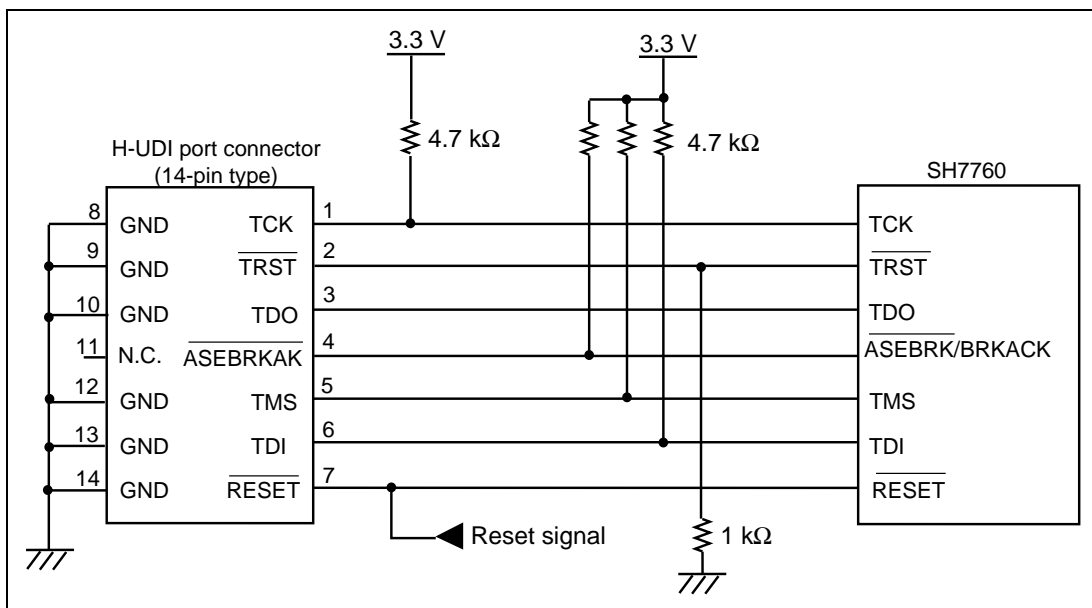 3.3 V
3.3 V
4.7 kΩ
4.7 kΩ
H-UDI port connector
(14-pin type)
SH7760
8 GND TCK 1 TCK
9 GND TRST 2 TRST
10 GND TDO 3 TDO
11 N.C. ASEBRKAK 4 ASEBRK/BRKACK
12 GND TMS 5 TMS
13 GND TDI 6 TDI
14 GND RESET 7 RESET
Reset signal
1 kΩ